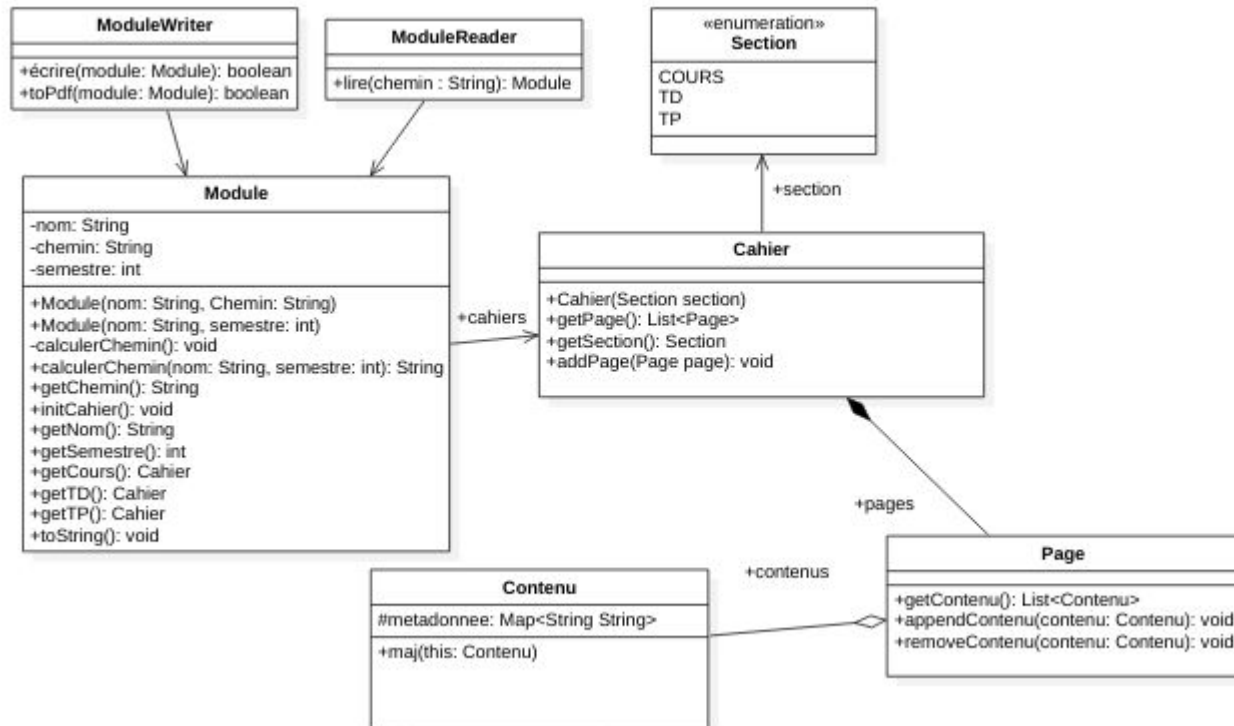 ModuleWriter
+écrire(module: Module): boolean
+toPdf(module: Module): boolean
ModuleReader
+lire(chemin : String): Module
«enumeration»
Section
COURS
TD
TP
+section
Module
-nom: String
-chemin: String
-semestre: int
+Module(nom: String, Chemin: String)
+Module(nom: String, semestre: int)
-calculerChemin(): void
+calculerChemin(nom: String, semestre: int): String
+getChemin(): String
+initCahier(): void
+getNom(): String
+getSemestre(): int
+getCours(): Cahier
+getTD(): Cahier
+getTP(): Cahier
+toString(): void
+cahiers
Cahier
+Cahier(Section section)
+getPage(): List<Page>
+getSection(): Section
+addPage(Page page): void
+pages
Page
+getContenu(): List<Contenu>
+appendContenu(contenu: Contenu): void
+removeContenu(contenu: Contenu): void
+contenus
Contenu
#metadonnee: Map<String String>
+maj(this: Contenu)